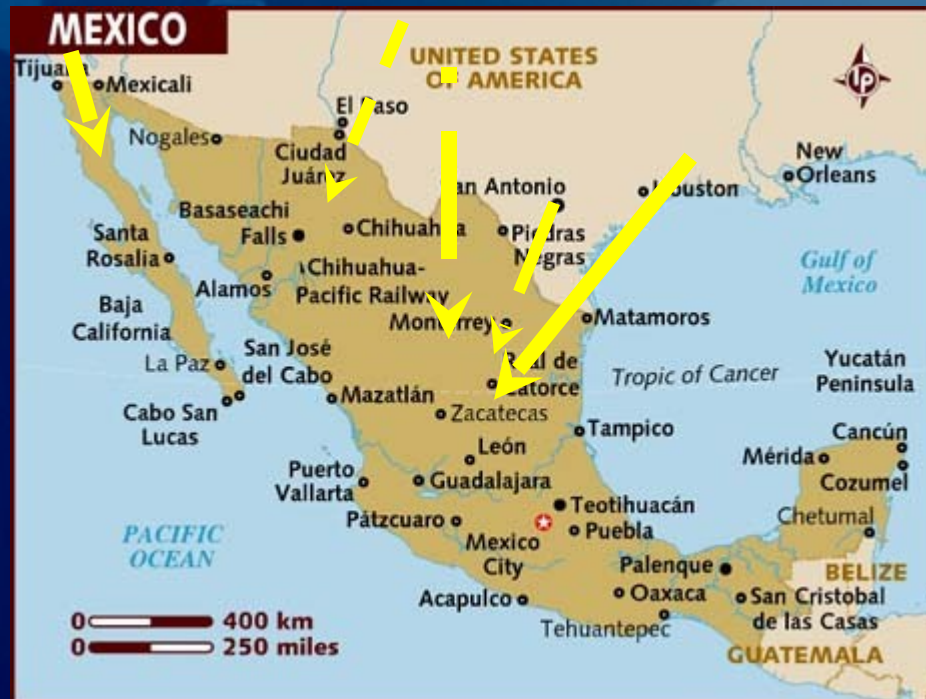 MEXICO
UNITED STATES
OF AMERICA
LP
Tijuana
Mexicali
El Paso
Nogales
Ciudad
Juárez
New
Orleans
San Antonio
Houston
Basaseachi
Falls
Chihuahua
Piedras
Negras
Santa
Rosalia
Gulf of
Mexico
Alamos
Chihuahua-
Pacific Railway
Baja
California
Monterrey
Matamoros
La Paz
San José
del Cabo
Real de
Catorce
Tropic of Cancer
Yucatán
Peninsula
Mazatlán
Zacatecas
Cabo San
Lucas
Tampico
Cancún
León
Mérida
Puerto
Vallarta
Guadalajara
Cozumel
Teotihuacán
Chetumal
Pátzcuaro
Puebla
PACIFIC
OCEAN
Mexico
City
Palenque
BELIZE
Acapulco
Oaxaca
San Cristobal
de las Casas
0 400 km
0 250 miles
Tehuantepec
GUATEMALA